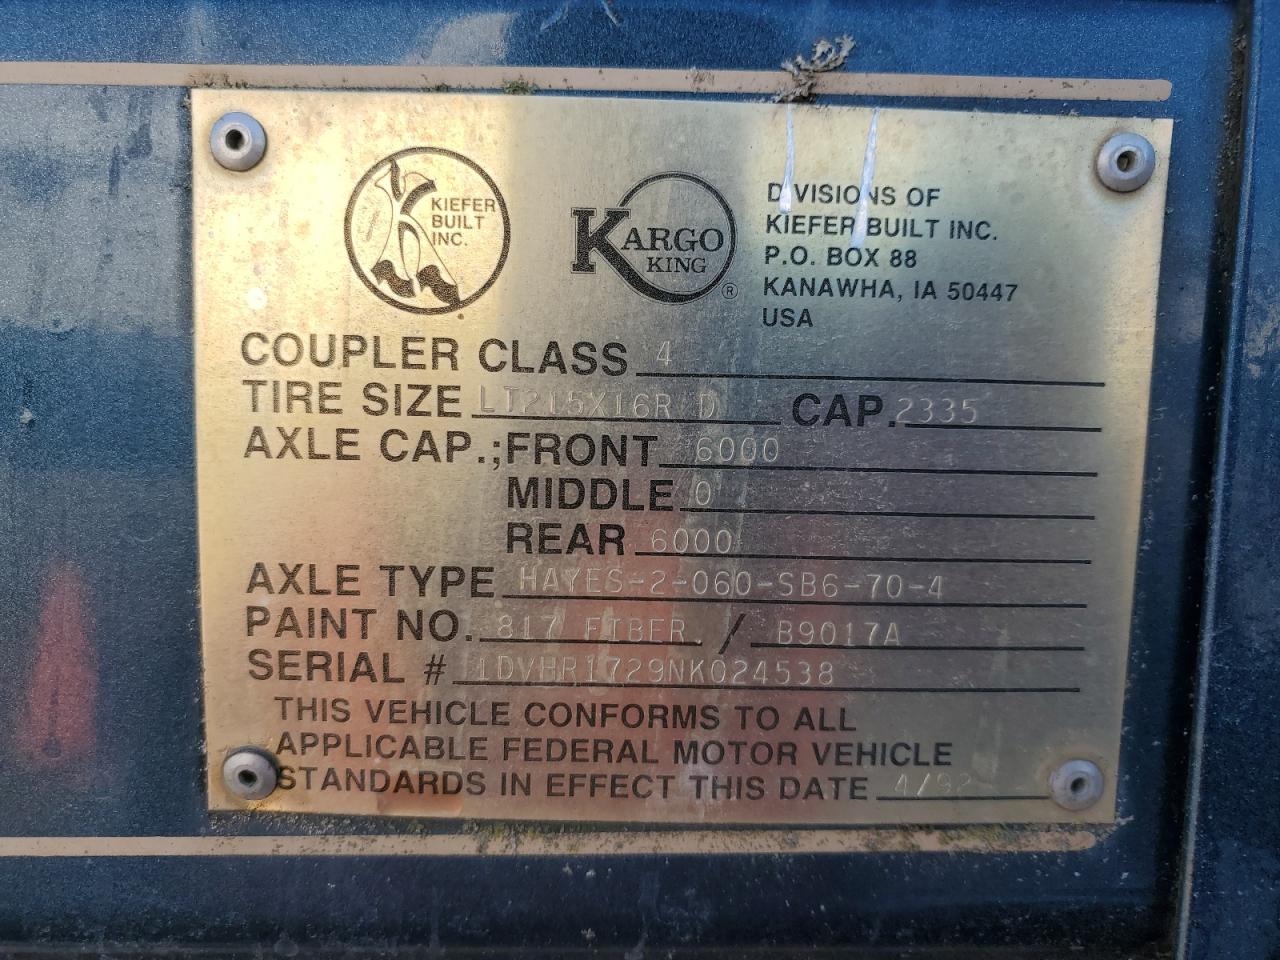 KIEFER
BUILT
INC.
KARGO
KING
®
DIVISIONS OF
KIEFER BUILT INC.
P.O. BOX 88
KANAWHA, IA 50447
USA
COUPLER CLASS 4
TIRE SIZE LT215X16R D CAP. 2335
AXLE CAP.; FRONT 6000
MIDDLE 0
REAR 6000
AXLE TYPE HAYES-2-060-SB6-70-4
PAINT NO. 817 FIBER. / B9017A
SERIAL # 1DVHR1729NK024538
THIS VEHICLE CONFORMS TO ALL
APPLICABLE FEDERAL MOTOR VEHICLE
STANDARDS IN EFFECT THIS DATE 4/92